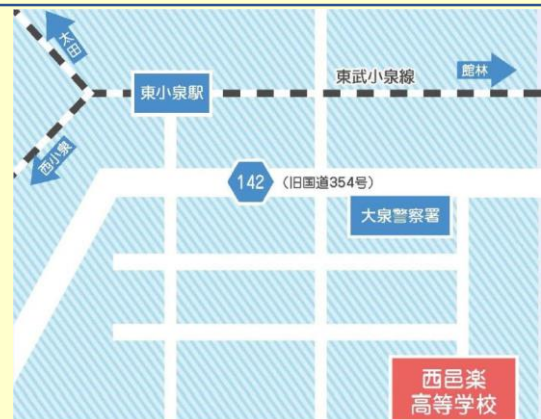 太田
館林
東武小泉線
東小泉駅
西小泉
142
(旧国道354号)
大泉警察署
西邑楽
高等学校